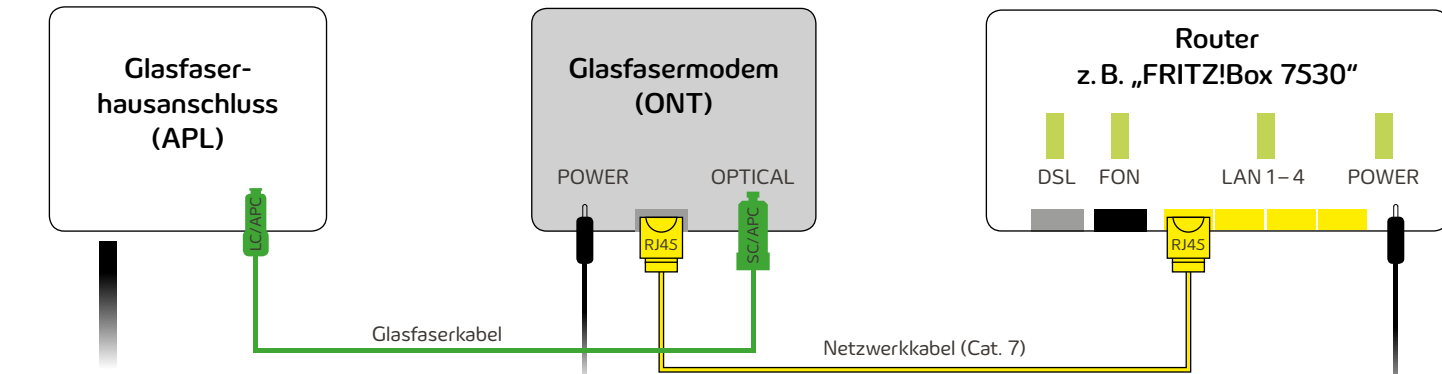 Glasfaser-
hausanschluss
(APL)
LC/APC
Glasfasermodem
(ONT)
POWER
OPTICAL
RJ45
SC/APC
Router
z. B. „FRITZ!Box 7530“
DSL
FON
LAN 1–4
POWER
RJ45
Glasfaserkabel
Netzwerkkabel (Cat. 7)